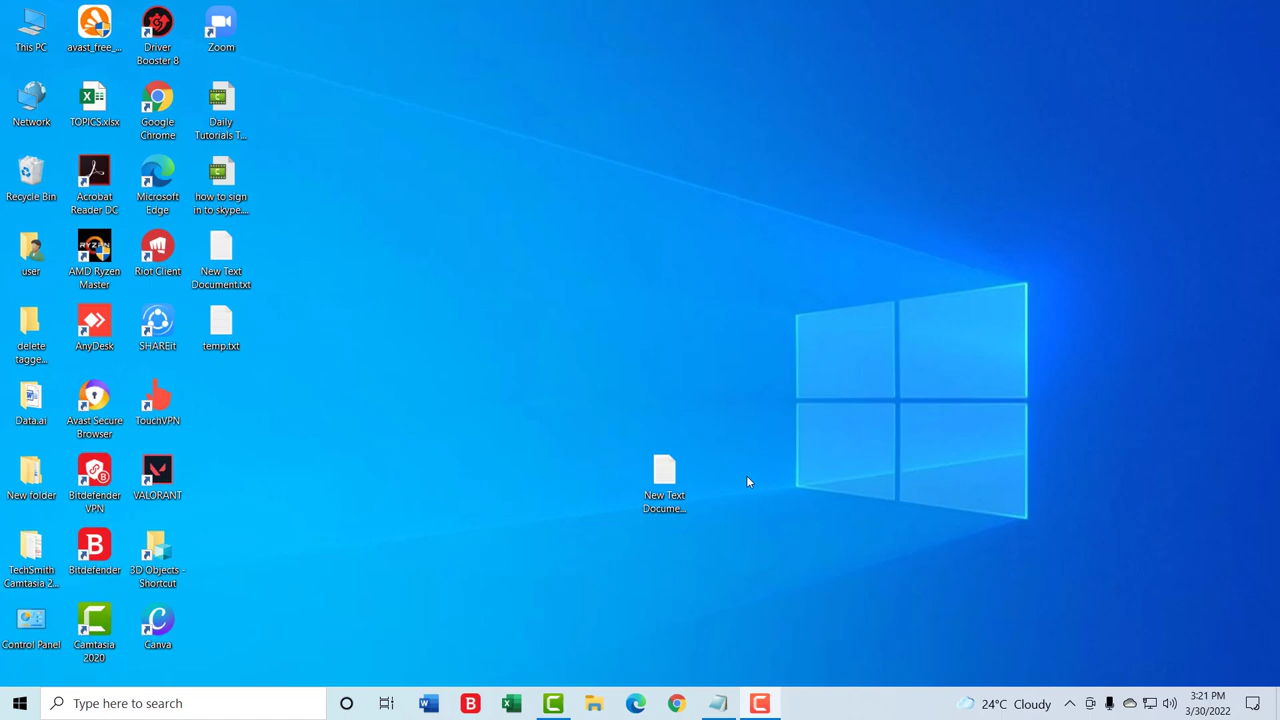 This PC
avast_free_...
Driver
Booster 8
Zoom
Network
TOPICS.xlsx
Google
Chrome
Daily
Tutorials T...
Recycle Bin
Acrobat
Reader DC
Microsoft
Edge
how to sign
in to skype....
user
RYZEN
AMD Ryzen
Master
Riot Client
New Text
Document.txt
delete
tagge...
AnyDesk
SHAREit
temp.txt
Data.ai
Avast Secure
Browser
TouchVPN
New folder
Bitdefender
VPN
VALORANT
New Text
Docume...
TechSmith
Camtasia 2...
Bitdefender
3D Objects -
Shortcut
Control Panel
Camtasia
2020
Canva
Type here to search
24°C Cloudy
3:21 PM
3/30/2022